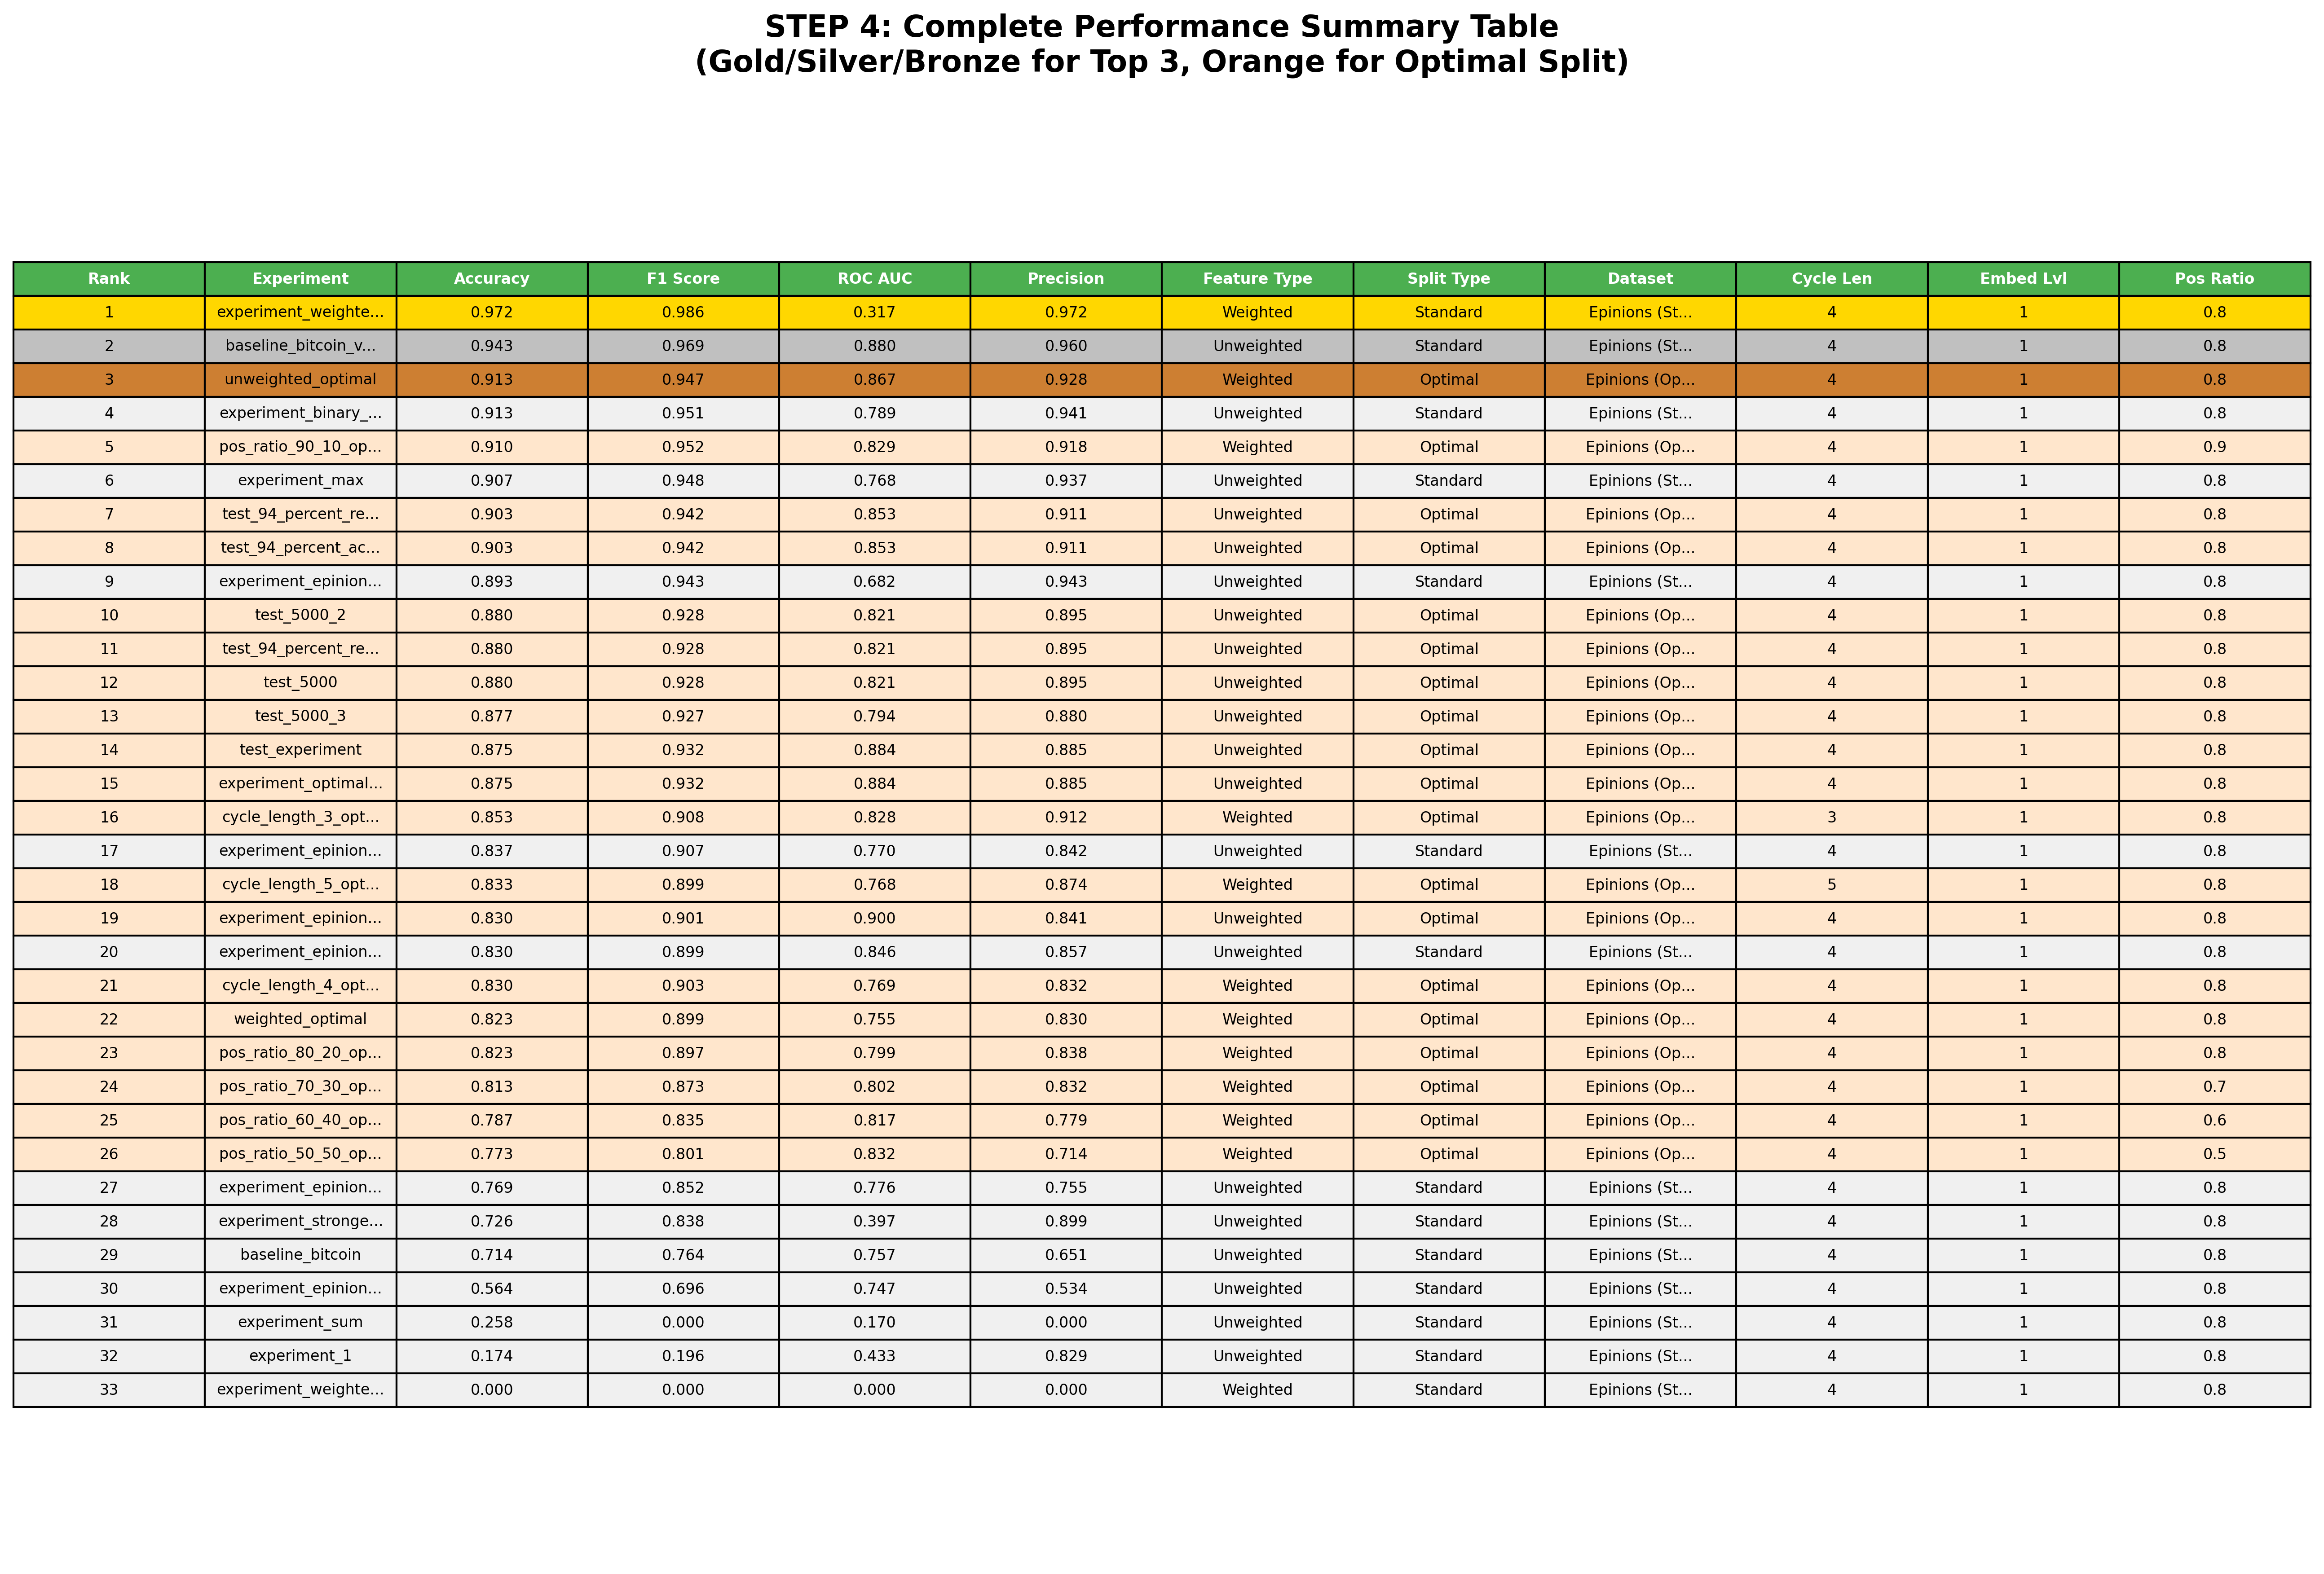 STEP 4: Complete Performance Summary Table
(Gold/Silver/Bronze for Top 3, Orange for Optimal Split)
Rank Experiment Accuracy F1 Score ROC AUC Precision Feature Type Split Type Dataset Cycle Len Embed Lvl Pos Ratio
1 experiment_weighte... 0.972 0.986 0.317 0.972 Weighted Standard Epinions (St... 4 1 0.8
2 baseline_bitcoin_v... 0.943 0.969 0.880 0.960 Unweighted Standard Epinions (St... 4 1 0.8
3 unweighted_optimal 0.913 0.947 0.867 0.928 Weighted Optimal Epinions (Op... 4 1 0.8
4 experiment_binary_... 0.913 0.951 0.789 0.941 Unweighted Standard Epinions (St... 4 1 0.8
5 pos_ratio_90_10_op... 0.910 0.952 0.829 0.918 Weighted Optimal Epinions (Op... 4 1 0.9
6 experiment_max 0.907 0.948 0.768 0.937 Unweighted Standard Epinions (St... 4 1 0.8
7 test_94_percent_re... 0.903 0.942 0.853 0.911 Unweighted Optimal Epinions (Op... 4 1 0.8
8 test_94_percent_ac... 0.903 0.942 0.853 0.911 Unweighted Optimal Epinions (Op... 4 1 0.8
9 experiment_epinion... 0.893 0.943 0.682 0.943 Unweighted Standard Epinions (St... 4 1 0.8
10 test_5000_2 0.880 0.928 0.821 0.895 Unweighted Optimal Epinions (Op... 4 1 0.8
11 test_94_percent_re... 0.880 0.928 0.821 0.895 Unweighted Optimal Epinions (Op... 4 1 0.8
12 test_5000 0.880 0.928 0.821 0.895 Unweighted Optimal Epinions (Op... 4 1 0.8
13 test_5000_3 0.877 0.927 0.794 0.880 Unweighted Optimal Epinions (Op... 4 1 0.8
14 test_experiment 0.875 0.932 0.884 0.885 Unweighted Optimal Epinions (Op... 4 1 0.8
15 experiment_optimal... 0.875 0.932 0.884 0.885 Unweighted Optimal Epinions (Op... 4 1 0.8
16 cycle_length_3_opt... 0.853 0.908 0.828 0.912 Weighted Optimal Epinions (Op... 3 1 0.8
17 experiment_epinion... 0.837 0.907 0.770 0.842 Unweighted Standard Epinions (St... 4 1 0.8
18 cycle_length_5_opt... 0.833 0.899 0.768 0.874 Weighted Optimal Epinions (Op... 5 1 0.8
19 experiment_epinion... 0.830 0.901 0.900 0.841 Unweighted Optimal Epinions (Op... 4 1 0.8
20 experiment_epinion... 0.830 0.899 0.846 0.857 Unweighted Standard Epinions (St... 4 1 0.8
21 cycle_length_4_opt... 0.830 0.903 0.769 0.832 Weighted Optimal Epinions (Op... 4 1 0.8
22 weighted_optimal 0.823 0.899 0.755 0.830 Weighted Optimal Epinions (Op... 4 1 0.8
23 pos_ratio_80_20_op... 0.823 0.897 0.799 0.838 Weighted Optimal Epinions (Op... 4 1 0.8
24 pos_ratio_70_30_op... 0.813 0.873 0.802 0.832 Weighted Optimal Epinions (Op... 4 1 0.7
25 pos_ratio_60_40_op... 0.787 0.835 0.817 0.779 Weighted Optimal Epinions (Op... 4 1 0.6
26 pos_ratio_50_50_op... 0.773 0.801 0.832 0.714 Weighted Optimal Epinions (Op... 4 1 0.5
27 experiment_epinion... 0.769 0.852 0.776 0.755 Unweighted Standard Epinions (St... 4 1 0.8
28 experiment_stronge... 0.726 0.838 0.397 0.899 Unweighted Standard Epinions (St... 4 1 0.8
29 baseline_bitcoin 0.714 0.764 0.757 0.651 Unweighted Standard Epinions (St... 4 1 0.8
30 experiment_epinion... 0.564 0.696 0.747 0.534 Unweighted Standard Epinions (St... 4 1 0.8
31 experiment_sum 0.258 0.000 0.170 0.000 Unweighted Standard Epinions (St... 4 1 0.8
32 experiment_1 0.174 0.196 0.433 0.829 Unweighted Standard Epinions (St... 4 1 0.8
33 experiment_weighte... 0.000 0.000 0.000 0.000 Weighted Standard Epinions (St... 4 1 0.8